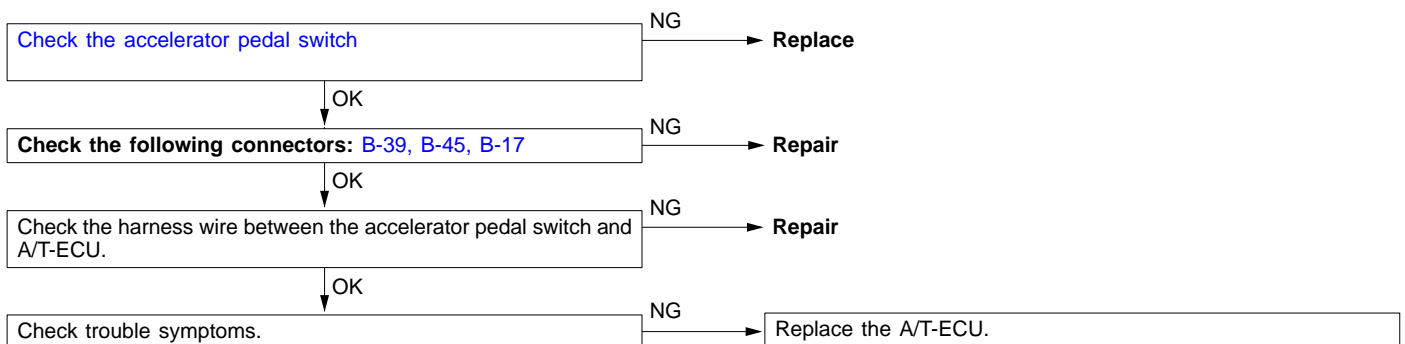 Check the accelerator pedal switch
NG
Replace
OK
Check the following connectors: B-39, B-45, B-17
NG
Repair
OK
Check the harness wire between the accelerator pedal switch and
A/T-ECU.
NG
Repair
OK
Check trouble symptoms.
NG
Replace the A/T-ECU.